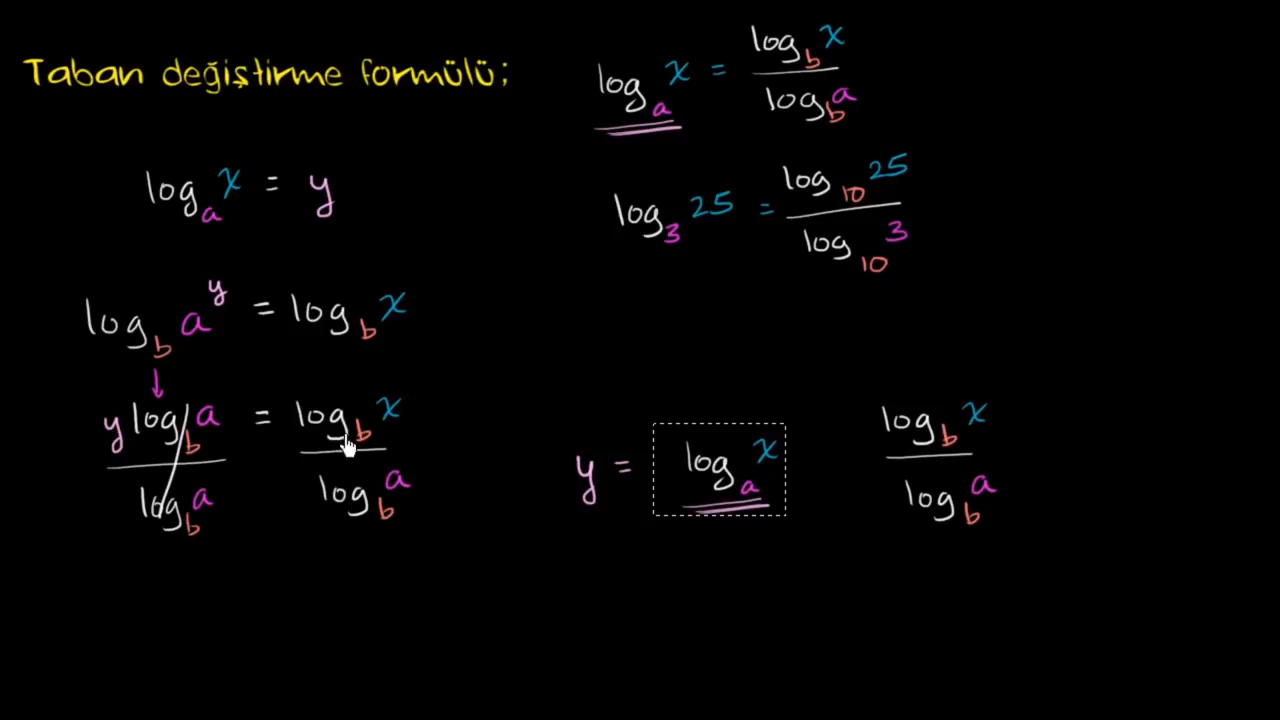 Taban değiştirme formülü;
log_a x = log_b x / log_b a
log_a x = y
log_3 25 = log_10 25 / log_10 3
log_b a^y = log_b x
y log_b a / log_b a = log_b x / log_b a
y = log_a x log_b x / log_b a